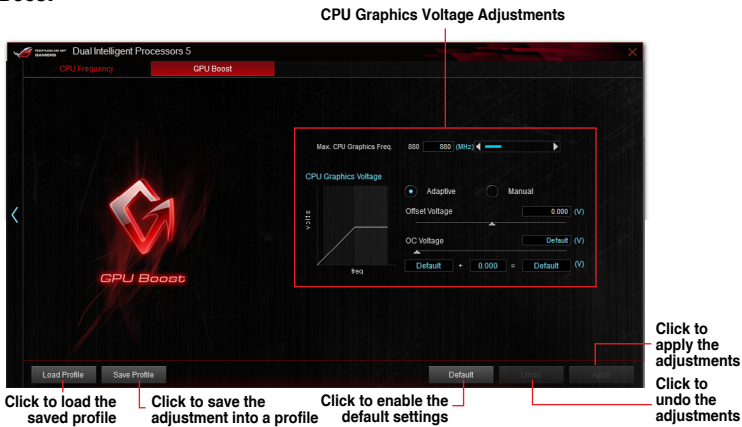 CPU Graphics Voltage Adjustments
REPUBLIC OF GAMERS
Dual Intelligent Processors 5
CPU Frequency
GPU Boost
Max. CPU Graphics Freq.
880
880
(MHz)
CPU Graphics Voltage
Adaptive
Manual
volts
Offset Voltage
0.000
(V)
OC Voltage
Default
(V)
freq
Default + 0.000 = Default (V)
GPU Boost
Load Profile
Save Profile
Default
Undo
Apply
Click to
apply the
adjustments
Click to
undo the
adjustments
Click to load the
saved profile
Click to save the
adjustment into a profile
Click to enable the
default settings